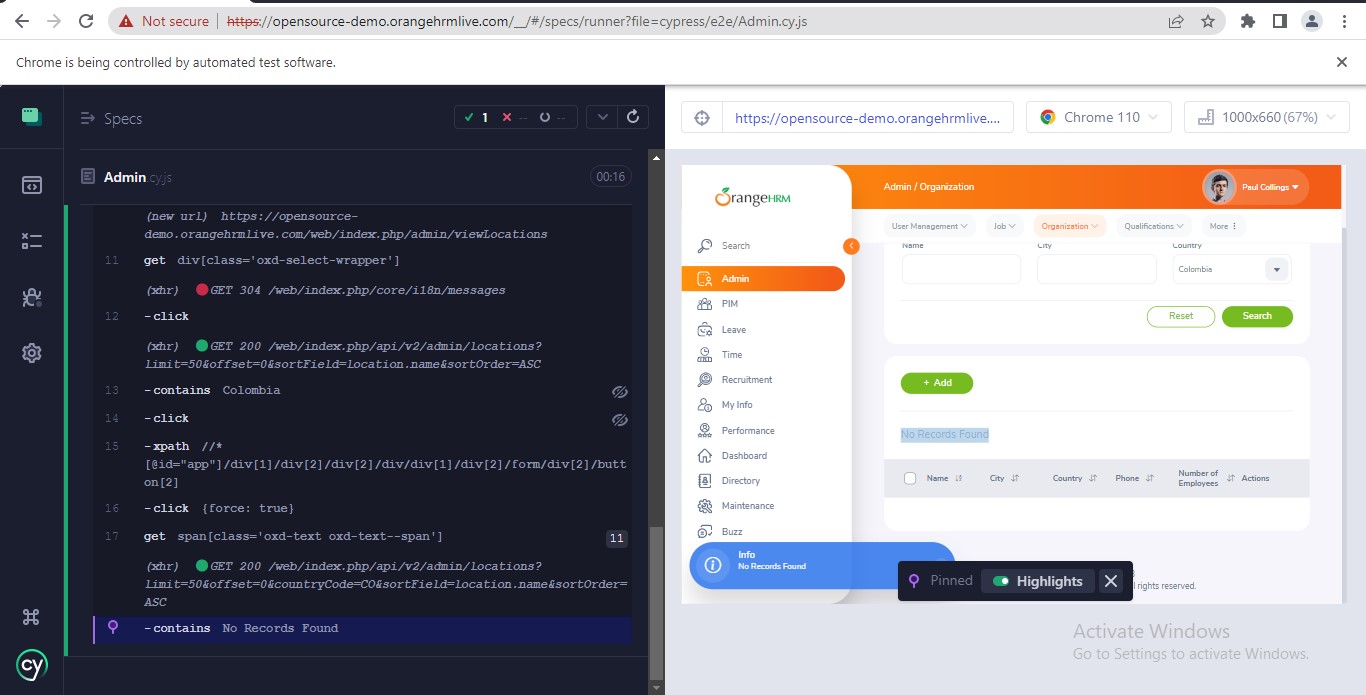 Not secure https://opensource-demo.orangehrmlive.com/__/#/specs/runner?file=cypress/e2e/Admin.cy.js
Chrome is being controlled by automated test software.
Specs
1
--
--
Admin cy.js
00:16
(new url) https://opensource-
demo.orangehrmlive.com/web/index.php/admin/viewLocations
11 get div[class='oxd-select-wrapper']
(xhr) GET 304 /web/index.php/core/i18n/messages
12 -click
(xhr) GET 200 /web/index.php/api/v2/admin/locations?
limit=50&offset=0&sortField=location.name&sortOrder=ASC
13 -contains Colombia
14 -click
15 -xpath //*
[@id="app"]/div[1]/div[2]/div[2]/div/div[1]/div[2]/form/div[2]/butt
on[2]
16 -click {force: true}
17 get span[class='oxd-text oxd-text--span'] 11
(xhr) GET 200 /web/index.php/api/v2/admin/locations?
limit=50&offset=0&countryCode=CO&sortField=location.name&sortOrder=
ASC
-contains No Records Found
cy
https://opensource-demo.orangehrmlive....
Chrome 110
1000x660 (67%)
OrangeHRM
Search
Admin
PIM
Leave
Time
Recruitment
My Info
Performance
Dashboard
Directory
Maintenance
Buzz
Admin / Organization
Paul Collings
User Management Job Organization Qualifications More
Name City Country
Colombia
Reset Search
+ Add
No Records Found
Name City Country Phone Number of
Employees Actions
Info
No Records Found
l rights reserved.
Pinned Highlights
Activate Windows
Go to Settings to activate Windows.